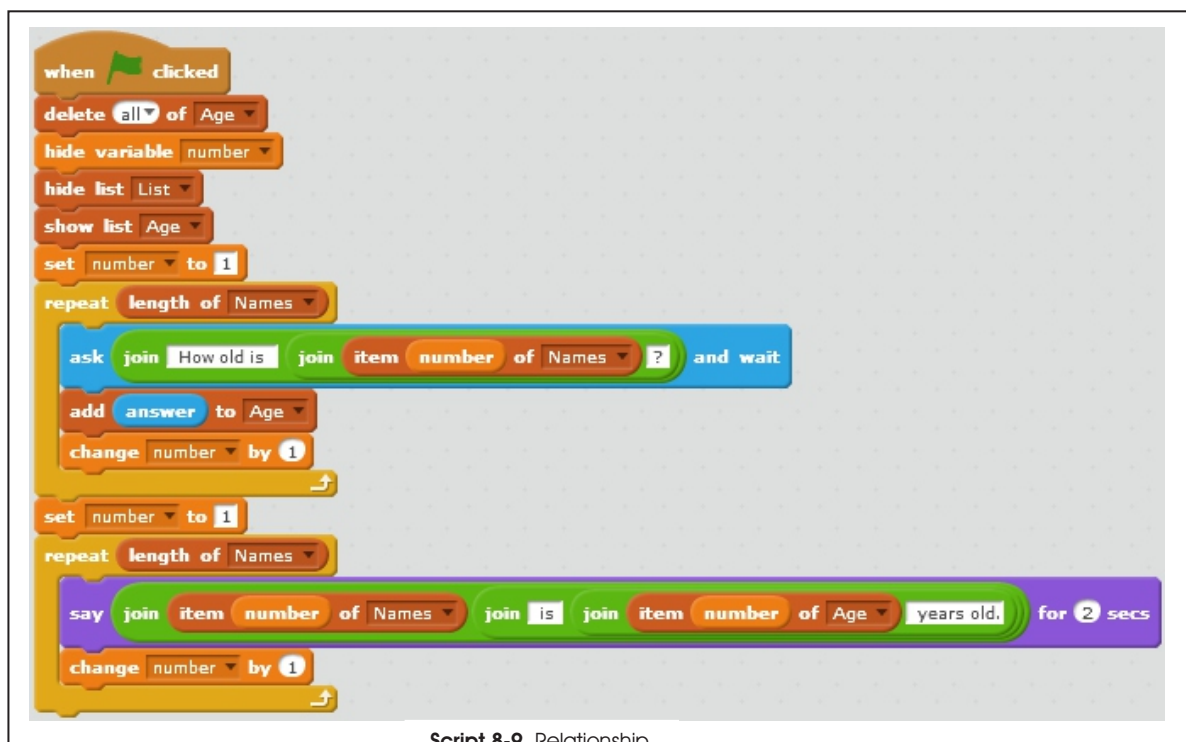 when clicked
delete all of Age
hide variable number
hide list List
show list Age
set number to 1
repeat length of Names
ask join How old is join item number of Names ? and wait
add answer to Age
change number by 1
set number to 1
repeat length of Names
say join item number of Names join is join item number of Age years old. for 2 secs
change number by 1
Script 8-9 Relationship